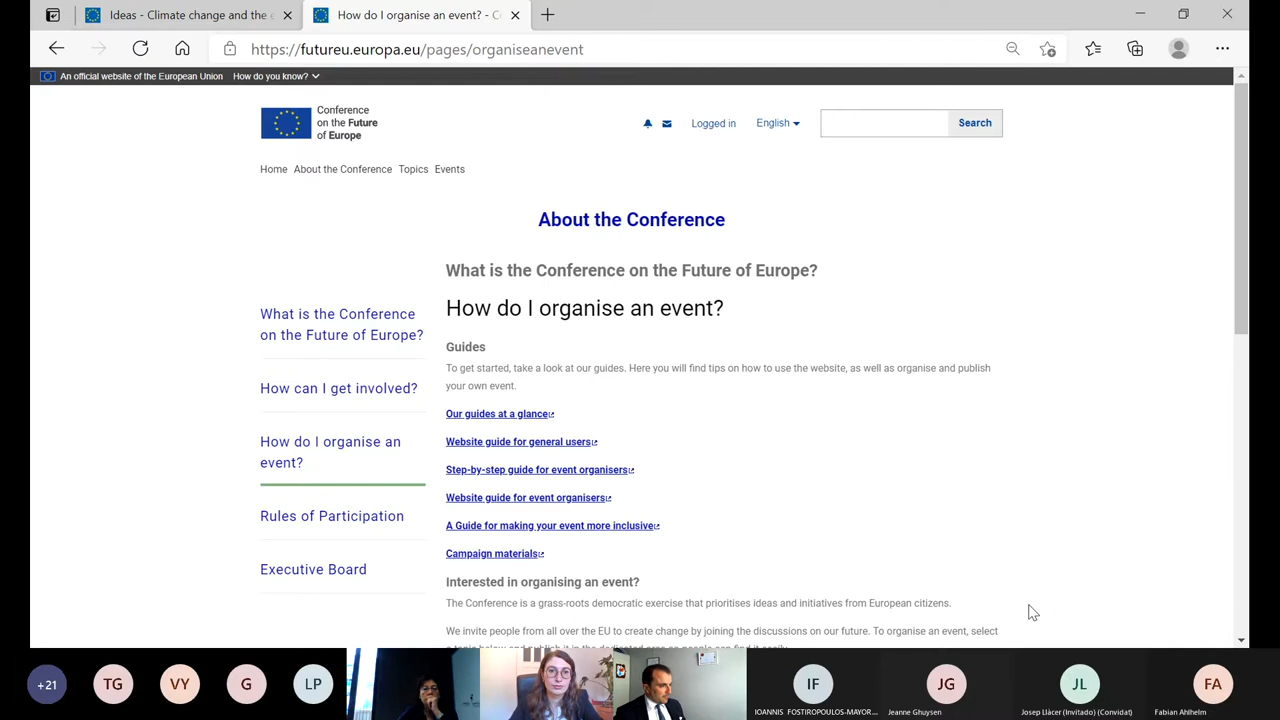 Ideas - Climate change and the e
How do I organise an event? - C
https://futureu.europa.eu/pages/organiseanevent
An official website of the European Union How do you know?
Conference
on the Future
of Europe
Logged in
English
Search
Home About the Conference Topics Events
About the Conference
What is the Conference on the Future of Europe?
How do I organise an event?
What is the Conference
on the Future of Europe?
How can I get involved?
How do I organise an
event?
Rules of Participation
Executive Board
Guides
To get started, take a look at our guides. Here you will find tips on how to use the website, as well as organise and publish
your own event.
Our guides at a glance
Website guide for general users
Step-by-step guide for event organisers
Website guide for event organisers
A Guide for making your event more inclusive
Campaign materials
Interested in organising an event?
The Conference is a grass-roots democratic exercise that prioritises ideas and initiatives from European citizens.
We invite people from all over the EU to create change by joining the discussions on our future. To organise an event, select
+21
TG
VY
G
LP
IF
IOANNIS FOSTIROPOULOS-MAYOR...
JG
Jeanne Ghuysen
JL
Josep Llàcer (Invitado) (Convidat)
FA
Fabian Ahlhelm